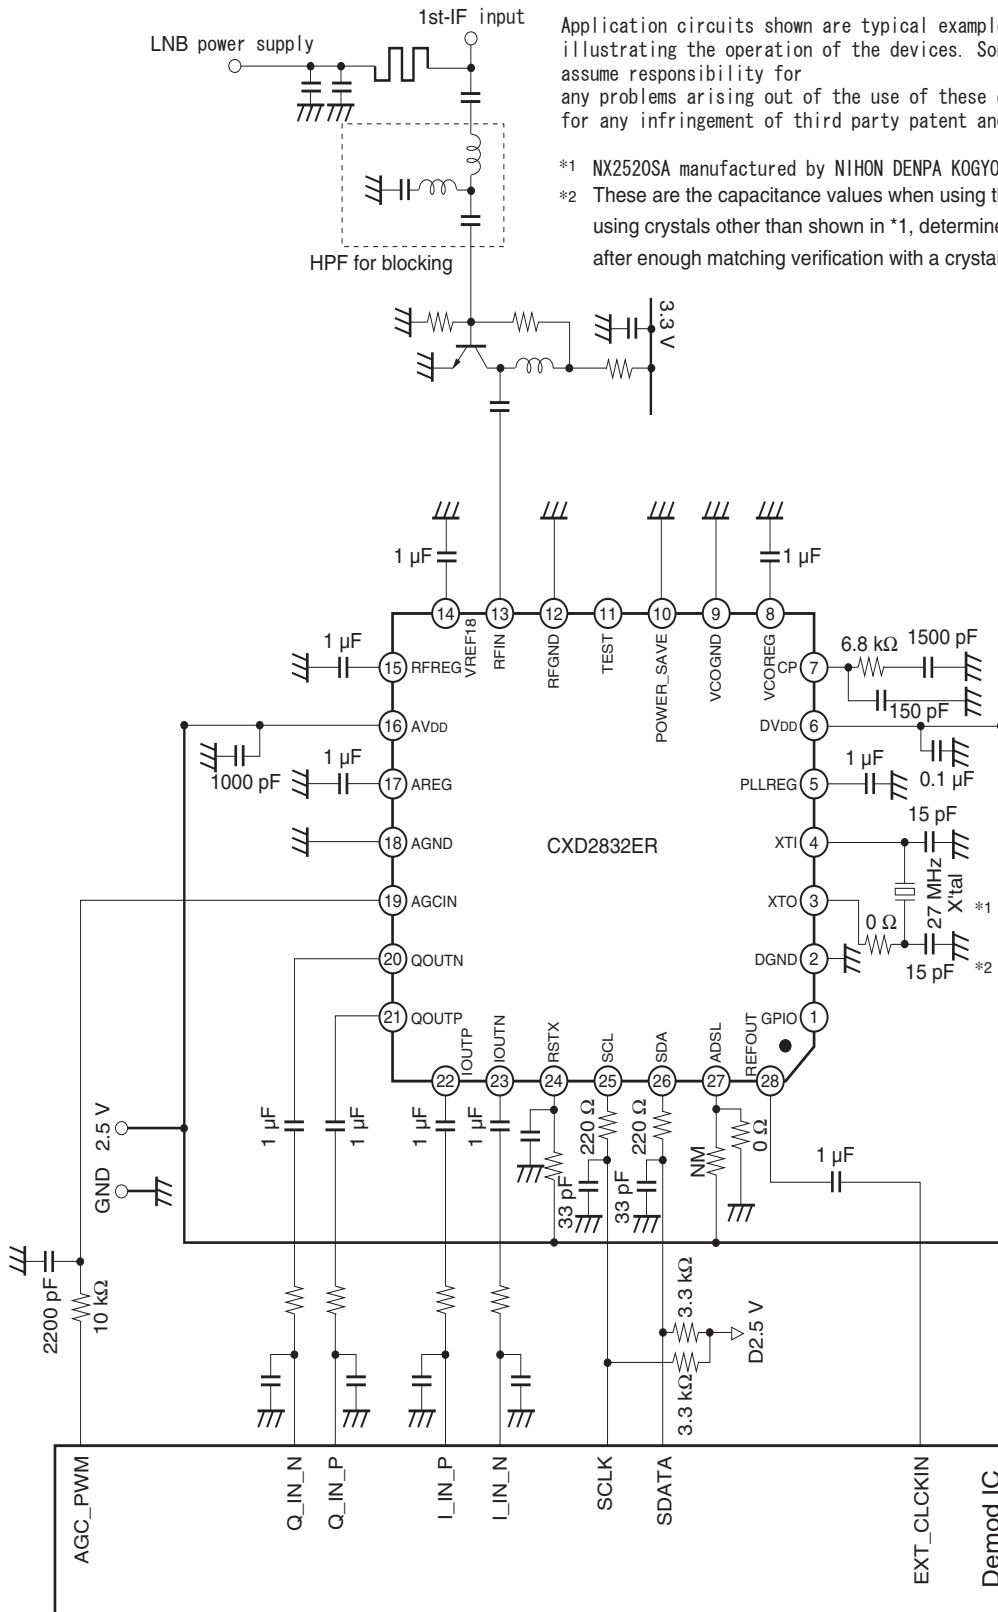 1st-IF input
LNB power supply
Application circuits shown are typical example
illustrating the operation of the devices. So
assume responsibility for
any problems arising out of the use of these
for any infringement of third party patent an
*1 NX2520SA manufactured by NIHON DENPA KOGYO
*2 These are the capacitance values when using t
using crystals other than shown in *1, determine
after enough matching verification with a crysta
HPF for blocking
3.3 V
1 μF
1 μF
14
13
12
11
10
9
8
VREF18
RFIN
RFGND
TEST
POWER_SAVE
VCOGND
VCOREG
1 μF
15 RFREG
16 AVDD
1000 pF
1 μF
17 AREG
18 AGND
19 AGCIN
20 QOUTN
21 QOUTP
CXD2832ER
CP 7
6.8 kΩ
1500 pF
150 pF
DVDD 6
0.1 μF
1 μF
PLLREG 5
15 pF
XTI 4
27 MHz
X'tal
*1
XTO 3
0 Ω
DGND 2
15 pF
*2
GPIO 1
IOUTP
IOUTN
RSTX
SCL
SDA
ADSL
REFOUT
22
23
24
25
26
27
28
2.5 V
GND
1 μF
1 μF
1 μF
1 μF
220 Ω
33 pF
220 Ω
33 pF
NM
0 Ω
1 μF
2200 pF
10 kΩ
3.3 kΩ
3.3 kΩ
D2.5 V
AGC_PWM
Q_IN_N
Q_IN_P
I_IN_P
I_IN_N
SCLK
SDATA
EXT_CLCKIN
Demod IC